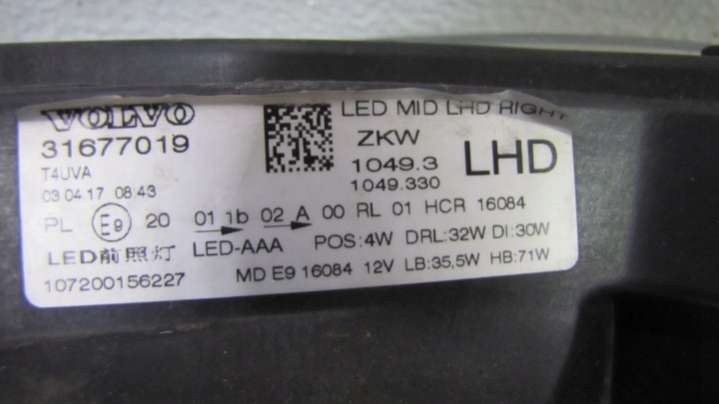 VOLVO
31677019
T4UVA
03 04 17 08:43
LED MID LHD RIGHT
ZKW
1049.3
1049.330
LHD
PL E9 20 01 1b 02 A 00 RL 01 HCR 16084
LED前照灯 LED-AAA POS:4W DRL:32W DI:30W
107200156227 MD E9 16084 12V LB:35,5W HB:71W